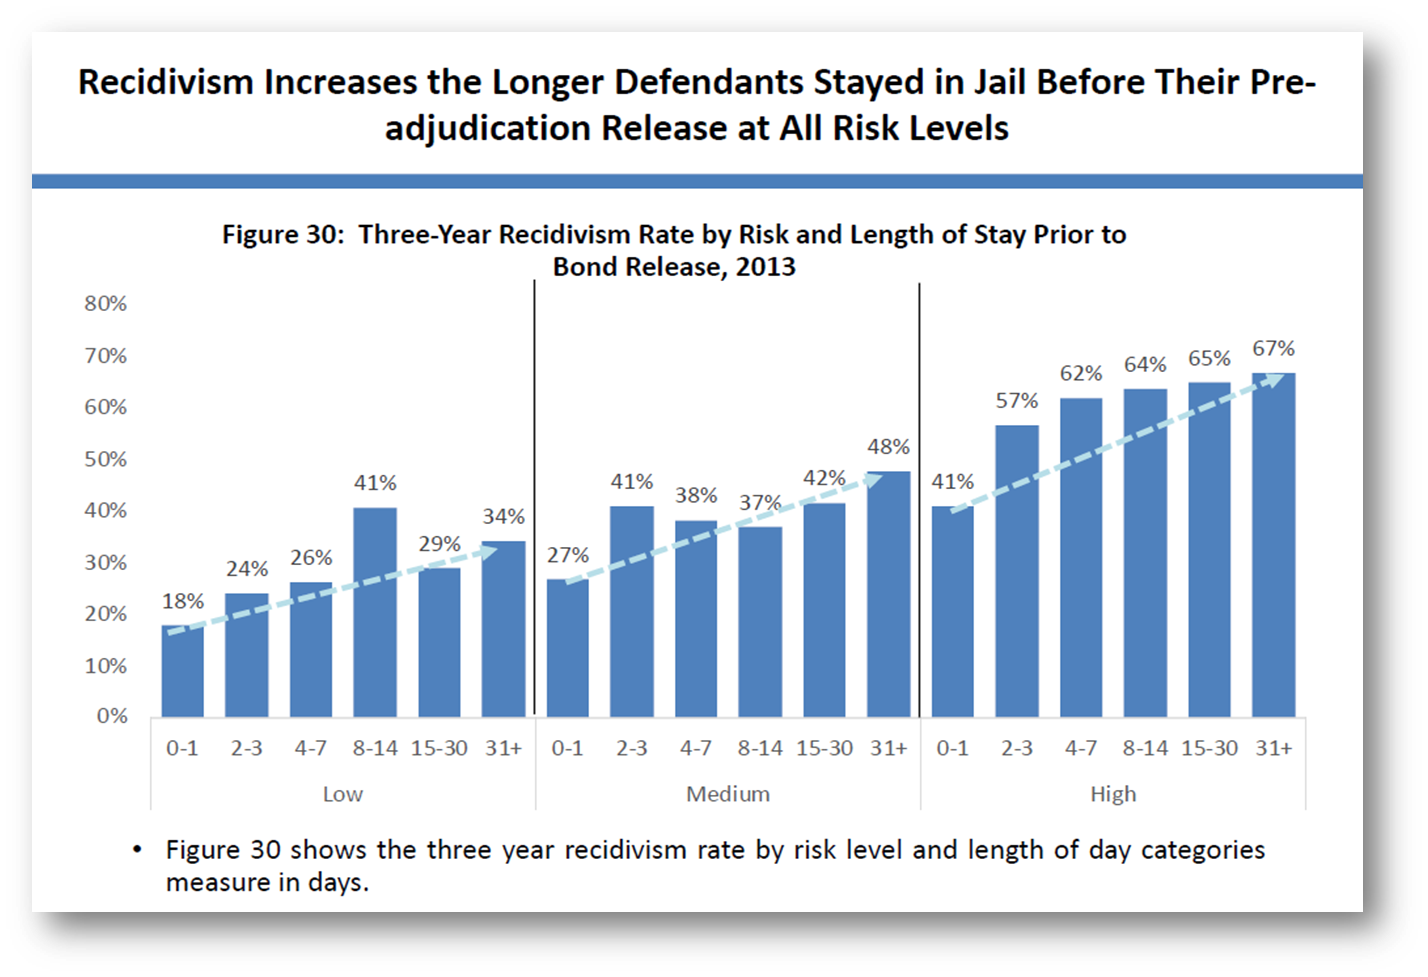 Recidivism Increases the Longer Defendants Stayed in Jail Before Their Pre-
adjudication Release at All Risk Levels
Figure 30: Three-Year Recidivism Rate by Risk and Length of Stay Prior to
Bond Release, 2013
80%
70%
60%
50%
40%
30%
20%
10%
0%
18% 24% 26% 41% 29% 34%
27% 41% 38% 37% 42% 48%
41% 57% 62% 64% 65% 67%
0-1 2-3 4-7 8-14 15-30 31+ 0-1 2-3 4-7 8-14 15-30 31+ 0-1 2-3 4-7 8-14 15-30 31+
Low Medium High
• Figure 30 shows the three year recidivism rate by risk level and length of day categories
measure in days.